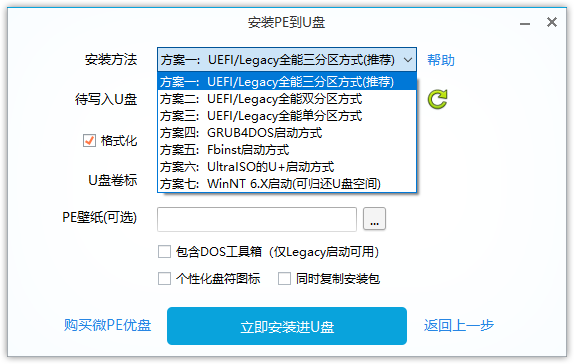 安装PE到U盘
安装方法
方案一：UEFI/Legacy全能三分区方式(推荐)
帮助
方案一：UEFI/Legacy全能三分区方式(推荐)
方案二：UEFI/Legacy全能双分区方式
方案三：UEFI/Legacy全能单分区方式
方案四：GRUB4DOS启动方式
方案五：Fbinst启动方式
方案六：UltraISO的U+启动方式
方案七：WinNT 6.X启动(可归还U盘空间)
待写入U盘
格式化
U盘卷标
PE壁纸(可选)
...
包含DOS工具箱（仅Legacy启动可用）
个性化盘符图标
同时复制安装包
购买微PE优盘
立即安装进U盘
返回上一步